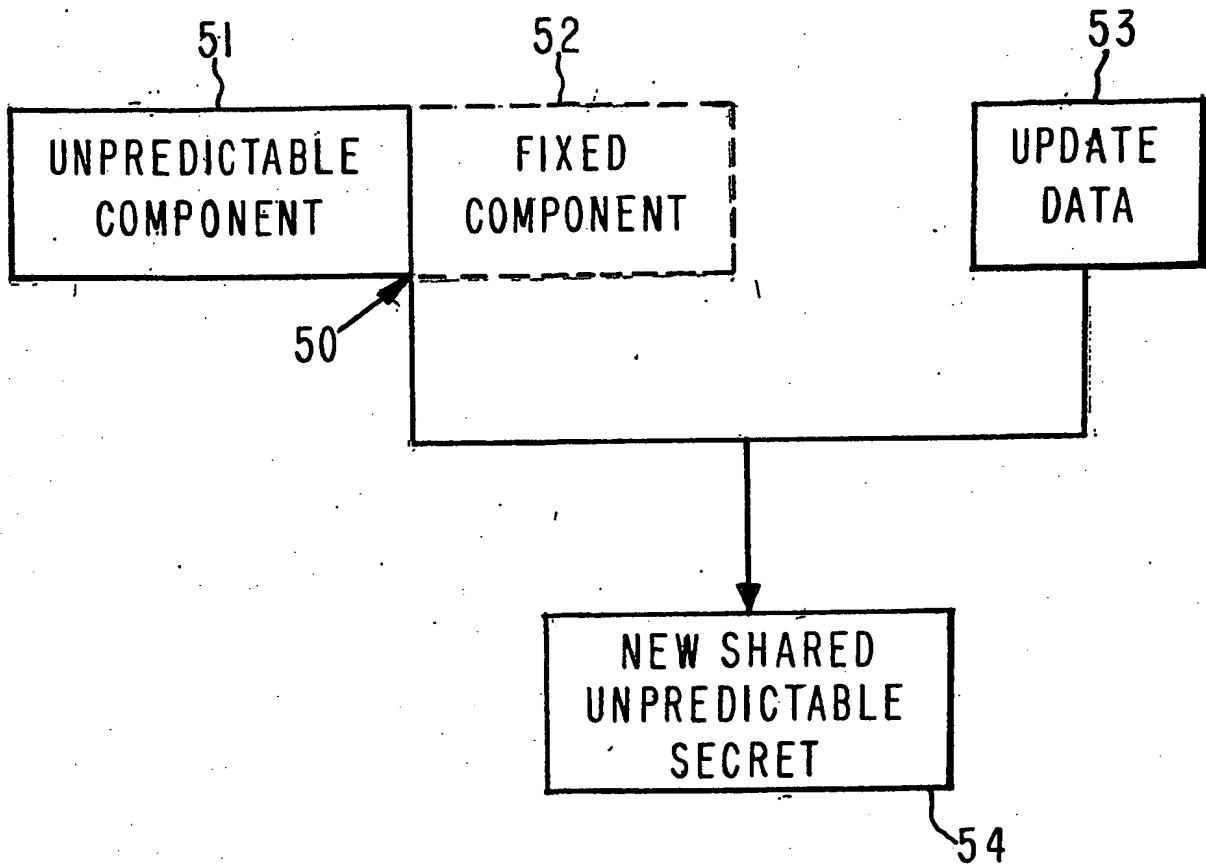 51
52
53
UNPREDICTABLE
COMPONENT
FIXED
COMPONENT
UPDATE
DATA
50
NEW SHARED
UNPREDICTABLE
SECRET
54